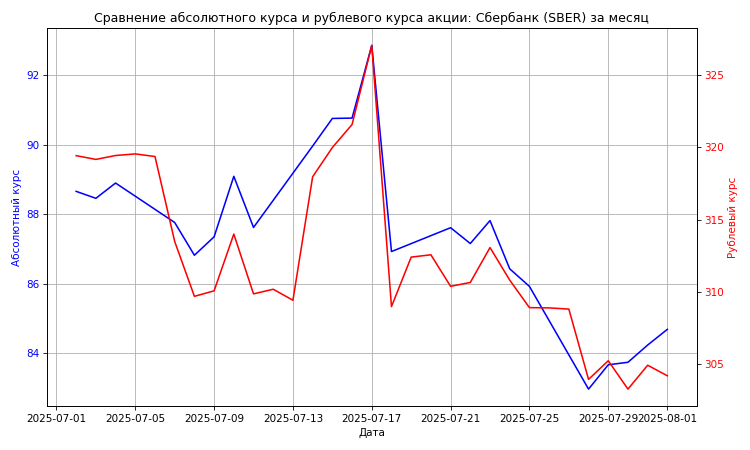 Сравнение абсолютного курса и рублевого курса акции: Сбербанк (SBER) за месяц
Абсолютный курс
92
90
88
86
84
325
320
315
310
305
Рублевый курс
2025-07-01 2025-07-05 2025-07-09 2025-07-13 2025-07-17 2025-07-21 2025-07-25 2025-07-29 2025-08-01
Дата